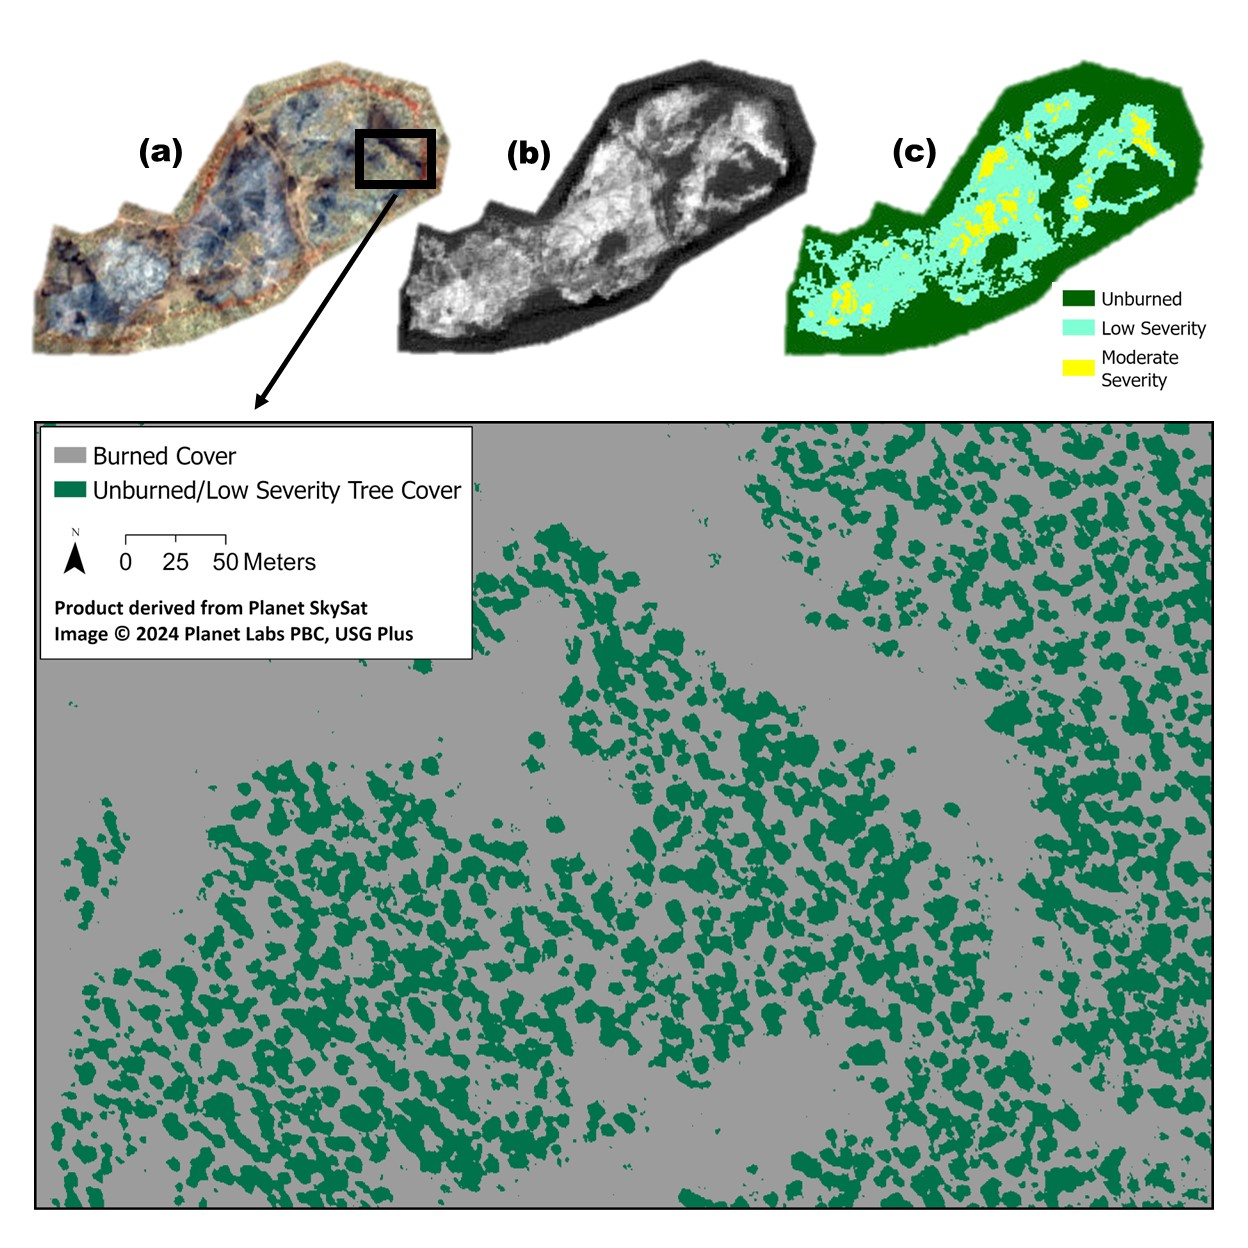 (a)
(b)
(c)
Unburned
Low Severity
Moderate
Severity
Burned Cover
Unburned/Low Severity Tree Cover
N
0 25 50 Meters
Product derived from Planet SkySat
Image © 2024 Planet Labs PBC, USG Plus